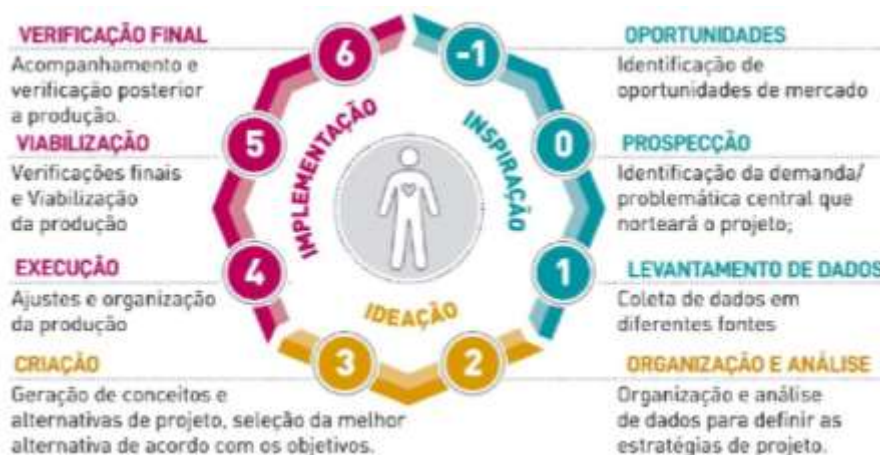 VERIFICAÇÃO FINAL
Acompanhamento e
verificação posterior
a produção.
VIABILIZAÇÃO
Verificações finais
e Viabilização
da produção
EXECUÇÃO
Ajustes e organização
da produção
CRIAÇÃO
Geração de conceitos e
alternativas de projeto, seleção da melhor
alternativa de acordo com os objetivos.
6
5
4
3
IMPLEMENTAÇÃO
IDEAÇÃO
INSPIRAÇÃO
-1
0
1
2
OPORTUNIDADES
Identificação de
oportunidades de mercado
PROSPECÇÃO
Identificação da demanda/
problemática central que
norteará o projeto;
LEVANTAMENTO DE DADOS
Coleta de dados em
diferentes fontes
ORGANIZAÇÃO E ANÁLISE
Organização e análise
de dados para definir as
estratégias de projeto.